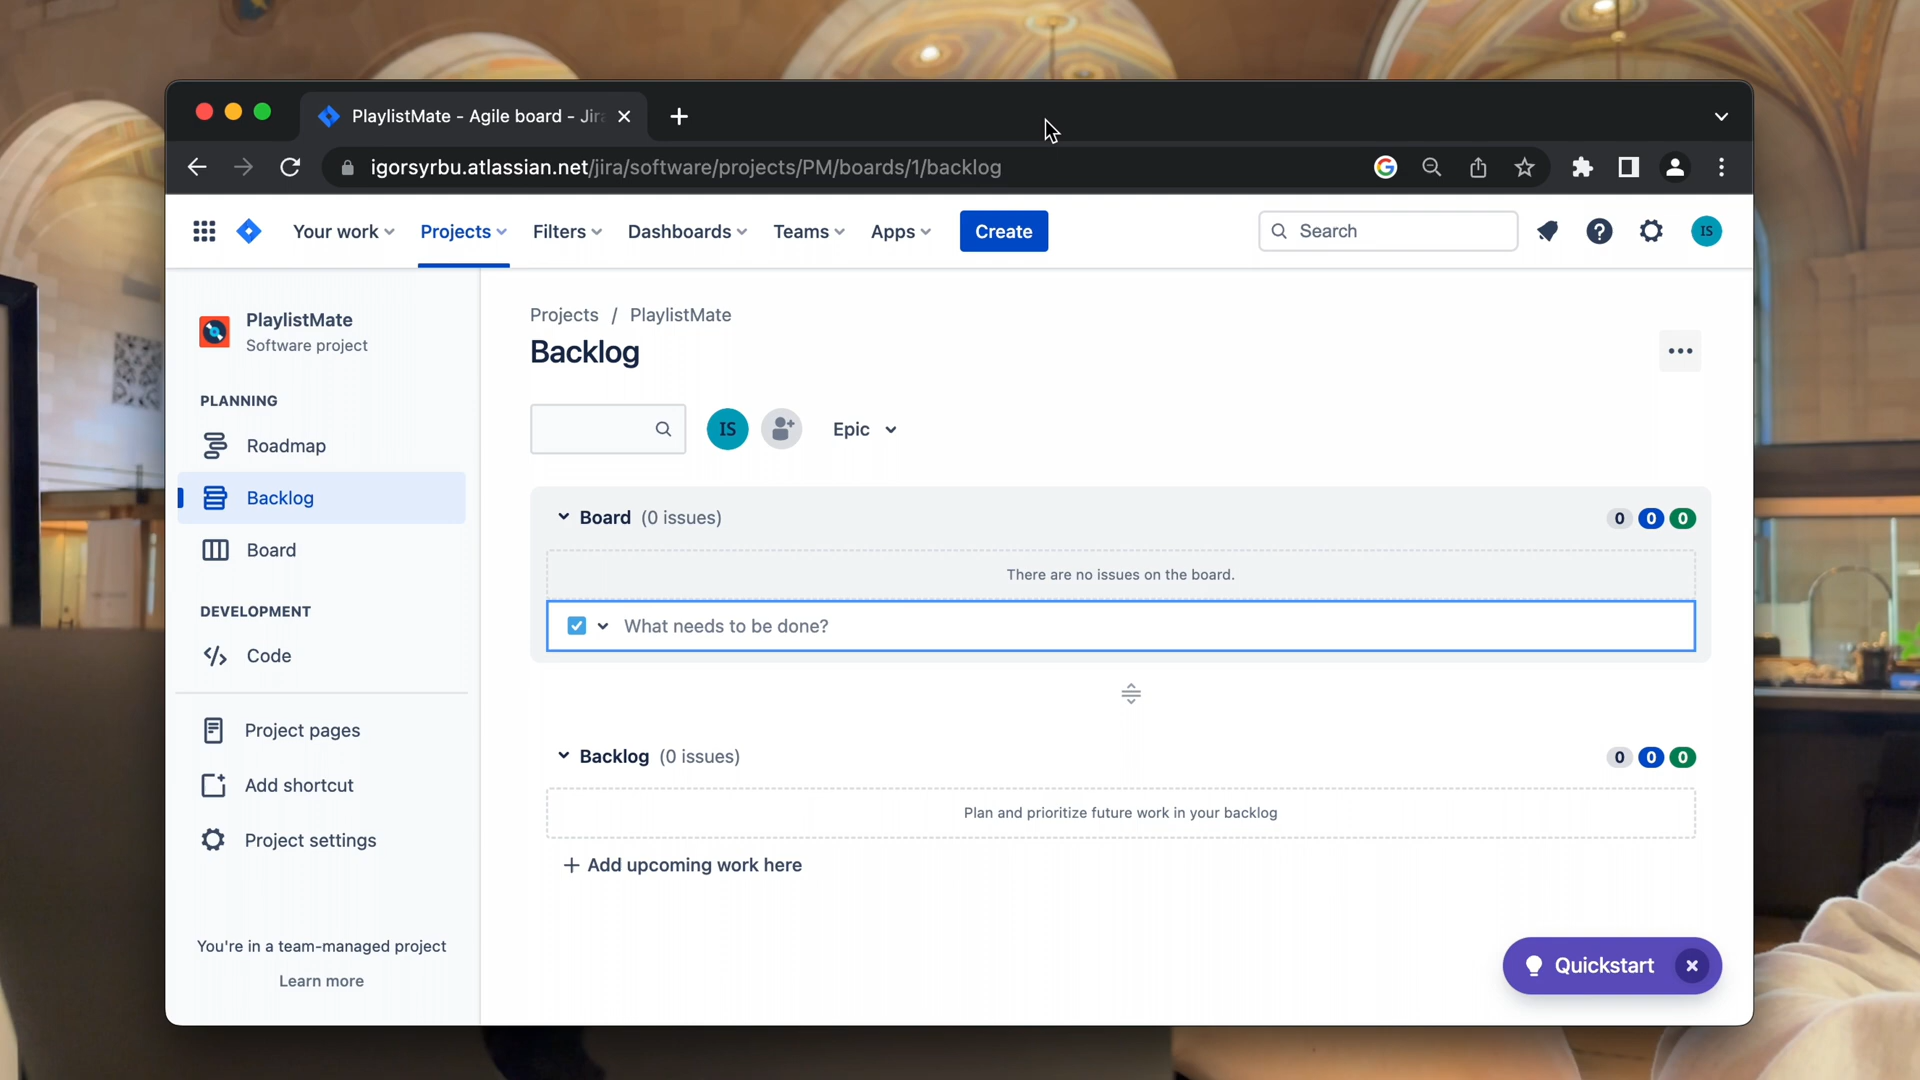 PlaylistMate - Agile board - Jir
igorsyrbu.atlassian.net/jira/software/projects/PM/boards/1/backlog
Your work Projects Filters Dashboards Teams Apps Create Search IS
PlaylistMate
Software project
PLANNING
Roadmap
Backlog
Board
DEVELOPMENT
Code
Project pages
Add shortcut
Project settings
You're in a team-managed project
Learn more
Projects / PlaylistMate
Backlog
IS Epic
Board (0 issues) 0 0 0
There are no issues on the board.
What needs to be done?
Backlog (0 issues) 0 0 0
Plan and prioritize future work in your backlog
+ Add upcoming work here
Quickstart